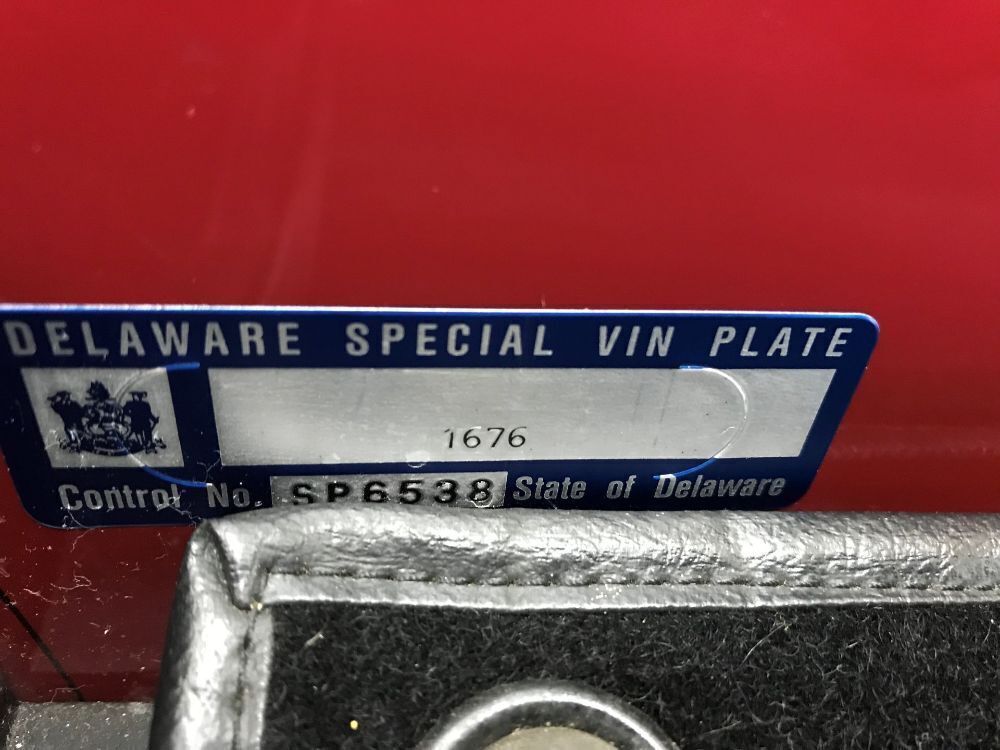 DELAWARE SPECIAL VIN PLATE
1676
Control No. SP6538 State of Delaware